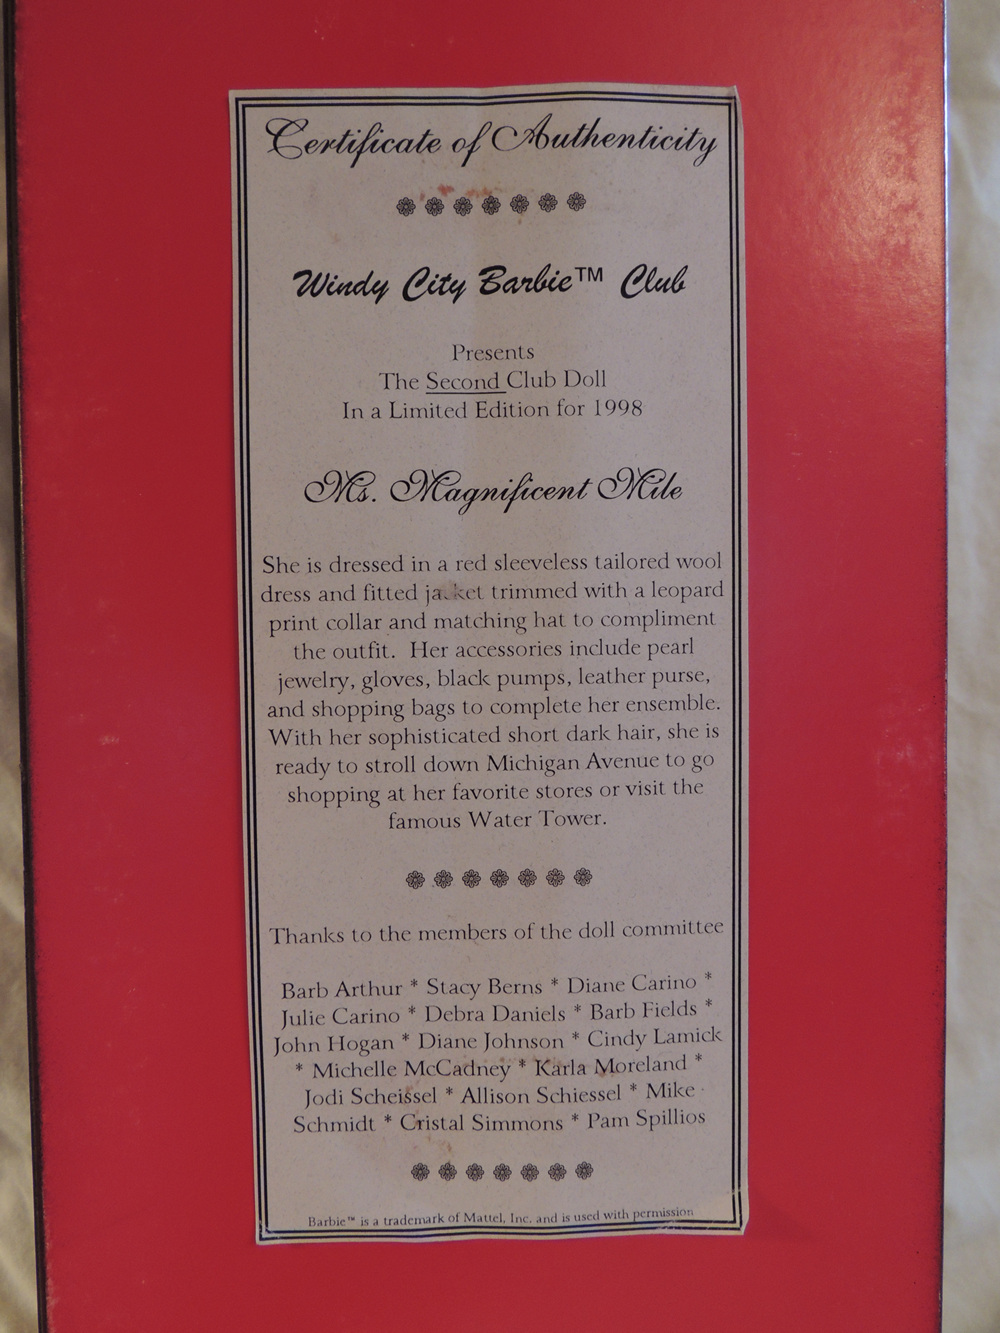 Certificate of Authenticity
Windy City Barbie™ Club
Presents
The Second Club Doll
In a Limited Edition for 1998
Ms. Magnificent Mile
She is dressed in a red sleeveless tailored wool
dress and fitted jacket trimmed with a leopard
print collar and matching hat to compliment
the outfit. Her accessories include pearl
jewelry, gloves, black pumps, leather purse,
and shopping bags to complete her ensemble.
With her sophisticated short dark hair, she is
ready to stroll down Michigan Avenue to go
shopping at her favorite stores or visit the
famous Water Tower.
Thanks to the members of the doll committee
Barb Arthur * Stacy Berns * Diane Carino *
Julie Carino * Debra Daniels * Barb Fields *
John Hogan * Diane Johnson * Cindy Lamick
* Michelle McCadney * Karla Moreland *
Jodi Scheissel * Allison Schiessel * Mike
Schmidt * Cristal Simmons * Pam Spillios
Barbie™ is a trademark of Mattel, Inc. and is used with permission